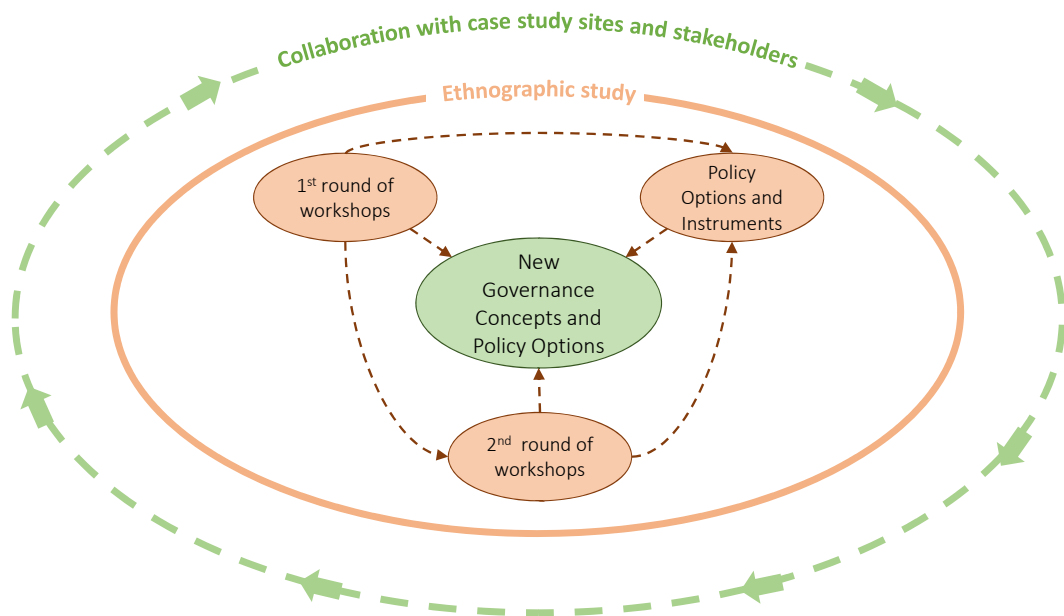 Collaboration with case study sites and stakeholders
Ethnographic study
1st round of
workshops
Policy
Options and
Instruments
New
Governance
Concepts and
Policy Options
2nd round of
workshops